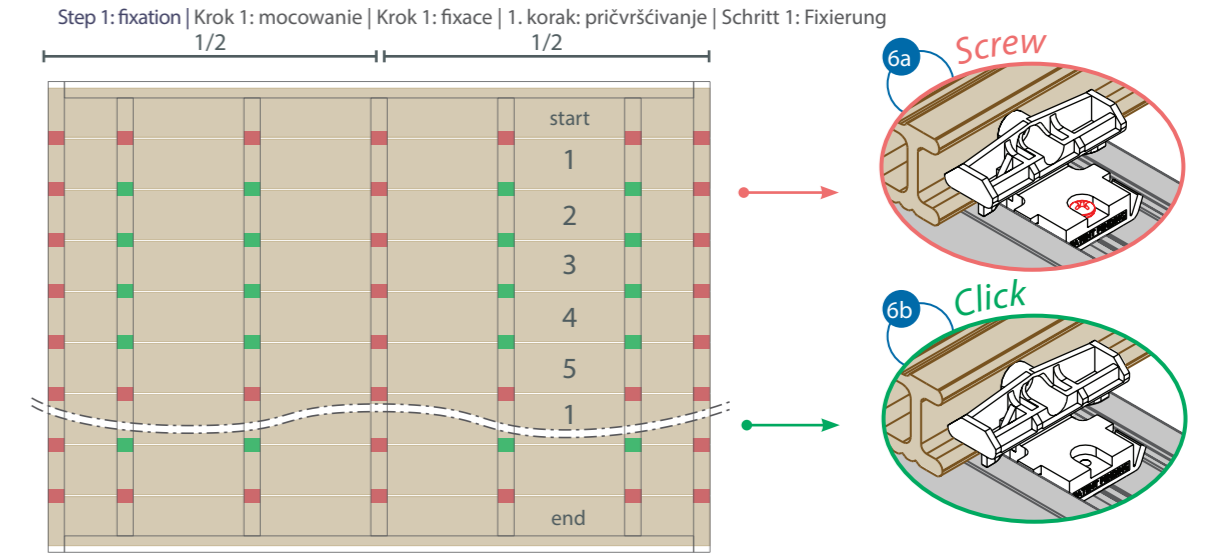 Step 1: fixation | Krok 1: mocowanie | Krok 1: fixace | 1. korak: pričvršćivanje | Schritt 1: Fixierung
1/2 1/2
6a Screw
start
1
2
3
4
5
1
end
6b Click